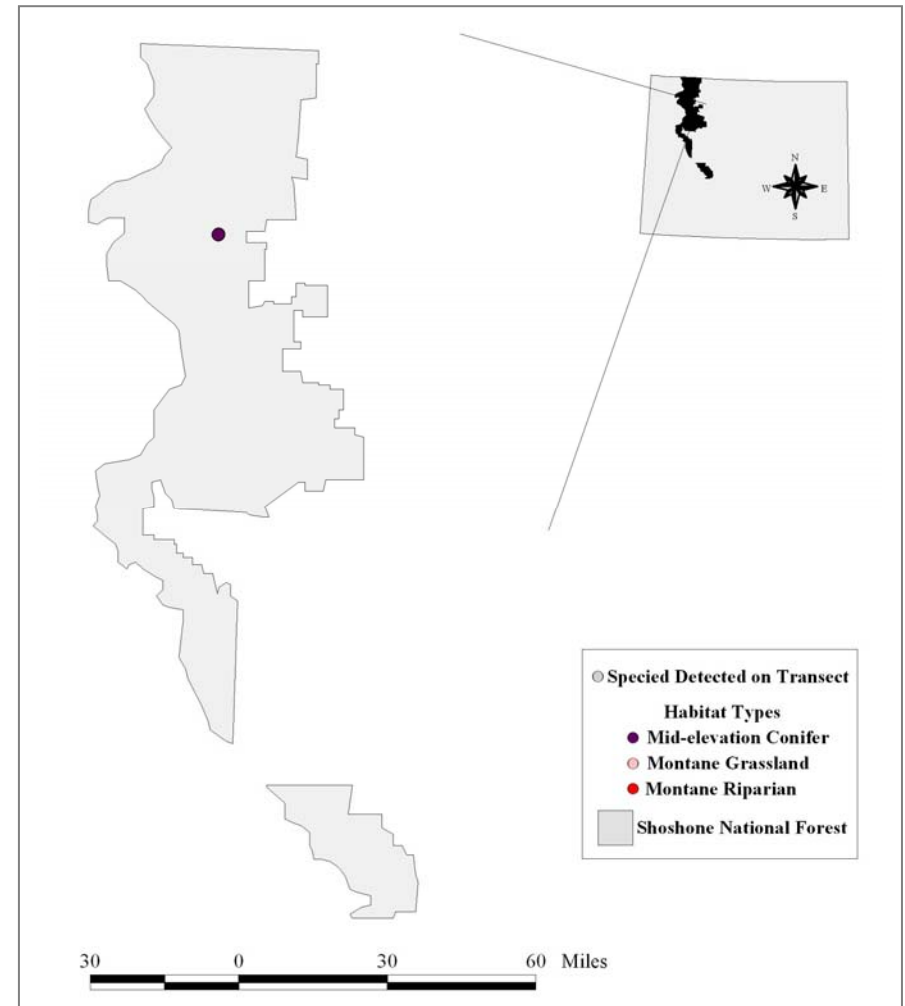 N
W E
S
Specied Detected on Transect
Habitat Types
Mid-elevation Conifer
Montane Grassland
Montane Riparian
Shoshone National Forest
30 0 30 60 Miles